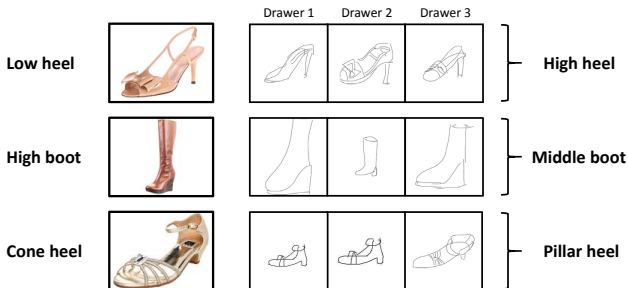 Drawer 1 Drawer 2 Drawer 3
Low heel High heel
High boot Middle boot
Cone heel Pillar heel